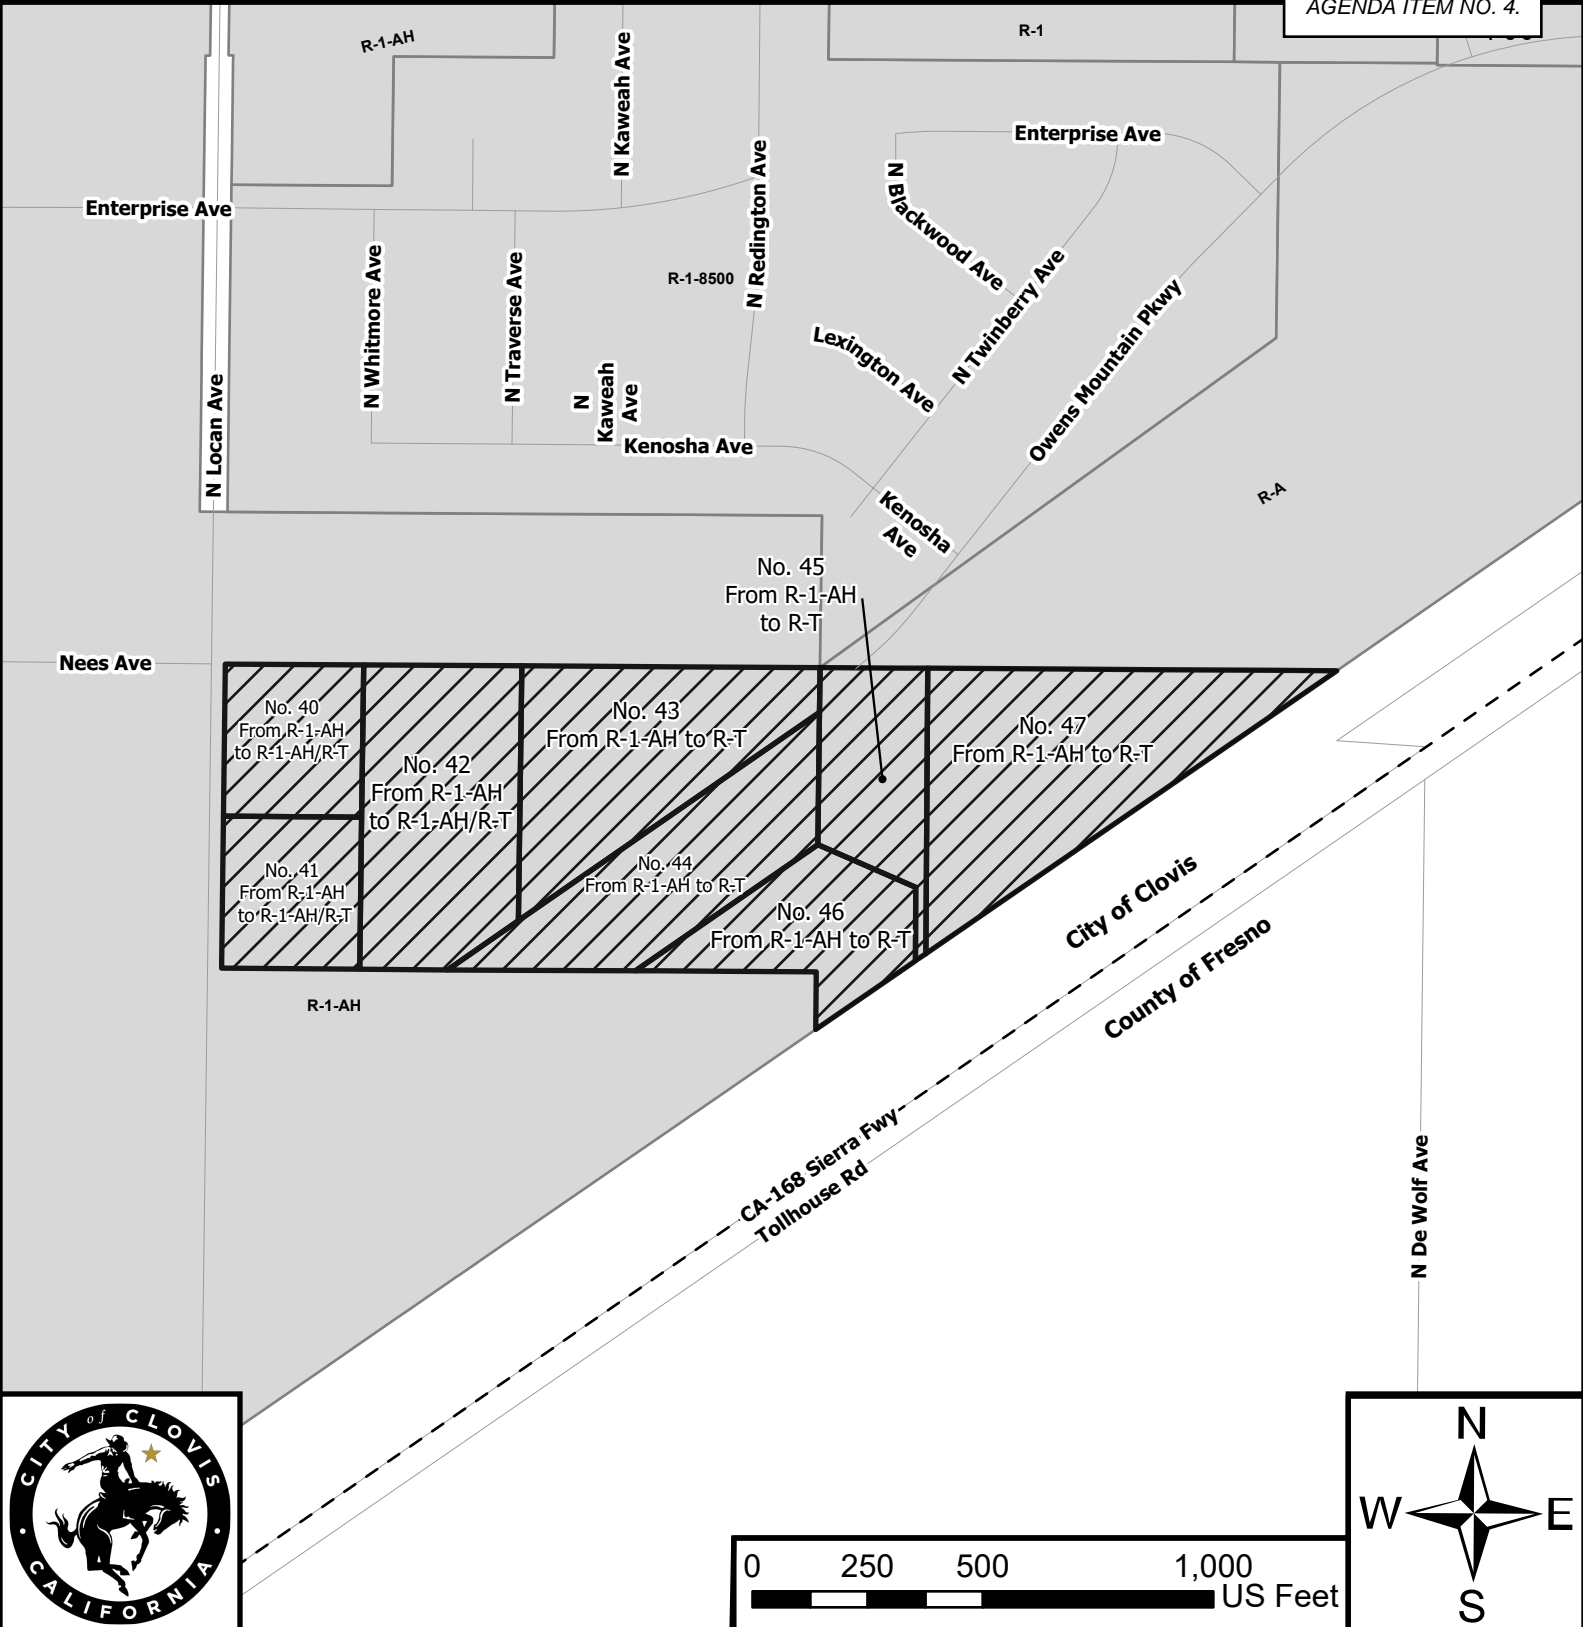 AGENDA ITEM NO. 4.
R-1-AH
R-1
N Kaweah Ave
Enterprise Ave
N Redington Ave
N Blackwood Ave
Enterprise Ave
N Whitmore Ave
N Traverse Ave
R-1-8500
N Twinberry Ave
Owens Mountain Pkwy
Lexington Ave
N Locan Ave
N
Kaweah
Ave
Kenosha Ave
Kenosha
Ave
R-A
No. 45
From R-1-AH
to R-T
Nees Ave
No. 40
From R-1-AH
to R-1-AH/R-T
No. 43
From R-1-AH to R-T
No. 47
From R-1-AH to R-T
No. 42
From R-1-AH
to R-1-AH/R-T
No. 41
From R-1-AH
to R-1-AH/R-T
No. 44
From R-1-AH to R-T
No. 46
From R-1-AH to R-T
City of Clovis
County of Fresno
R-1-AH
CA-168 Sierra Fwy
Tollhouse Rd
N De Wolf Ave
CITY of CLOVIS
CALIFORNIA
0 250 500 1,000
US Feet
N
W E
S